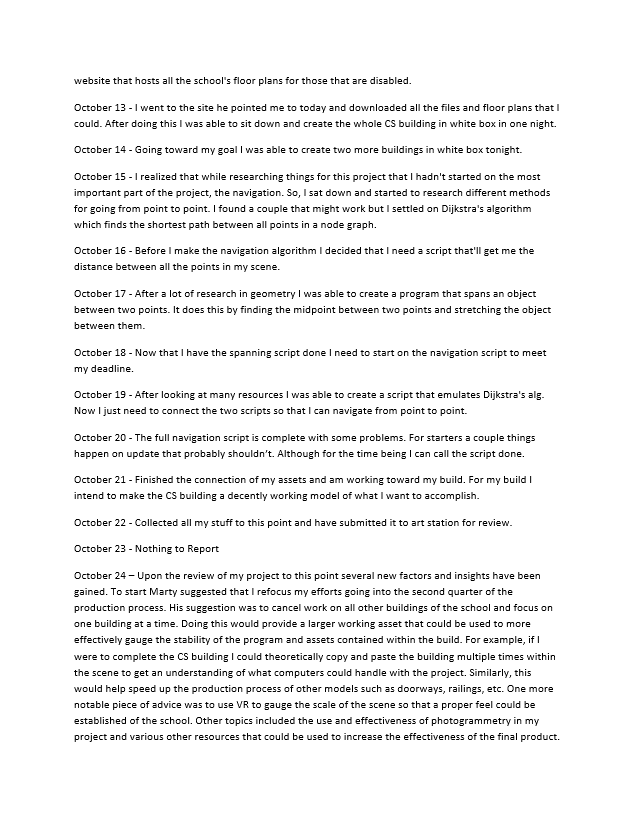 website that hosts all the school's floor plans for those that are disabled.
October 13 - I went to the site he pointed me to today and downloaded all the files and floor plans that I
could. After doing this I was able to sit down and create the whole CS building in white box in one night.
October 14 - Going toward my goal I was able to create two more buildings in white box tonight.
October 15 - I realized that while researching things for this project that I hadn't started on the most
important part of the project, the navigation. So, I sat down and started to research different methods
for going from point to point. I found a couple that might work but I settled on Dijkstra's algorithm
which finds the shortest path between all points in a node graph.
October 16 - Before I make the navigation algorithm I decided that I need a script that'll get me the
distance between all the points in my scene.
October 17 - After a lot of research in geometry I was able to create a program that spans an object
between two points. It does this by finding the midpoint between two points and stretching the object
between them.
October 18 - Now that I have the spanning script done I need to start on the navigation script to meet
my deadline.
October 19 - After looking at many resources I was able to create a script that emulates Dijkstra's alg.
Now I just need to connect the two scripts so that I can navigate from point to point.
October 20 - The full navigation script is complete with some problems. For starters a couple things
happen on update that probably shouldn’t. Although for the time being I can call the script done.
October 21 - Finished the connection of my assets and am working toward my build. For my build I
intend to make the CS building a decently working model of what I want to accomplish.
October 22 - Collected all my stuff to this point and have submitted it to art station for review.
October 23 - Nothing to Report
October 24 – Upon the review of my project to this point several new factors and insights have been
gained. To start Marty suggested that I refocus my efforts going into the second quarter of the
production process. His suggestion was to cancel work on all other buildings of the school and focus on
one building at a time. Doing this would provide a larger working asset that could be used to more
effectively gauge the stability of the program and assets contained within the build. For example, if I
were to complete the CS building I could theoretically copy and paste the building multiple times within
the scene to get an understanding of what computers could handle with the project. Similarly, this
would help speed up the production process of other models such as doorways, railings, etc. One more
notable piece of advice was to use VR to gauge the scale of the scene so that a proper feel could be
established of the school. Other topics included the use and effectiveness of photogrammetry in my
project and various other resources that could be used to increase the effectiveness of the final product.